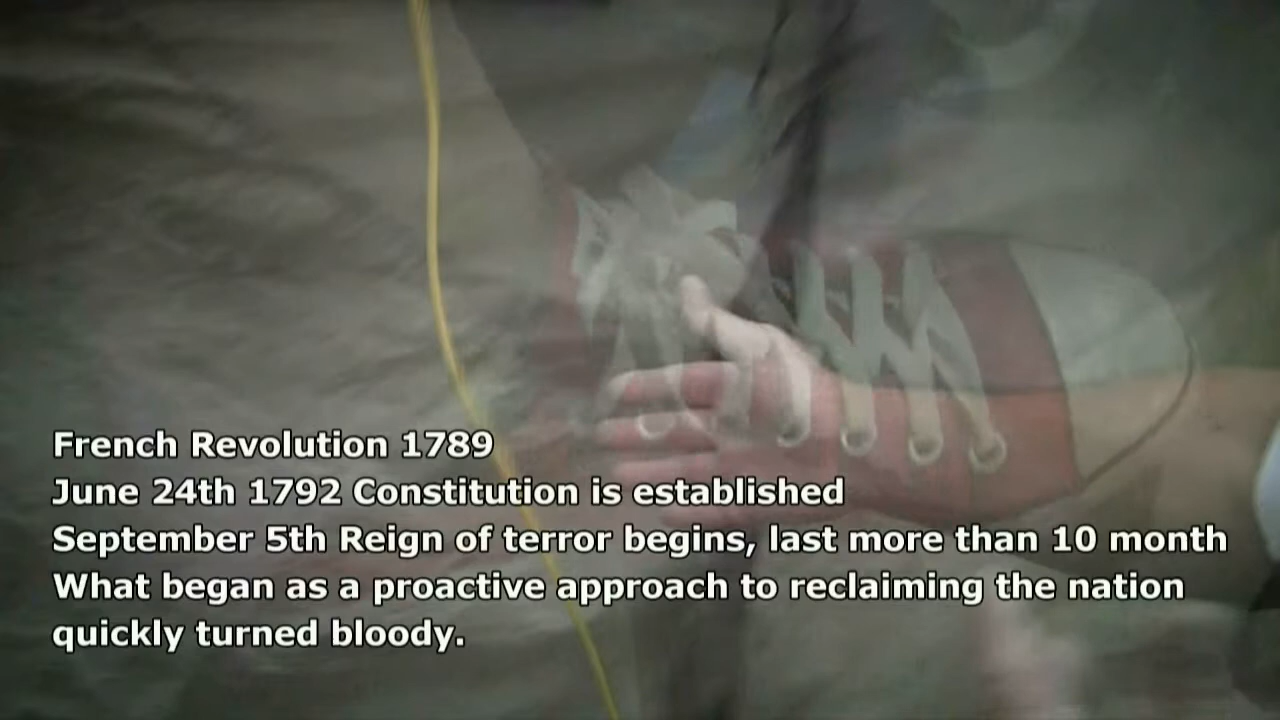 French Revolution 1789
June 24th 1792 Constitution is established
September 5th Reign of terror begins, last more than 10 month
What began as a proactive approach to reclaiming the nation
quickly turned bloody.